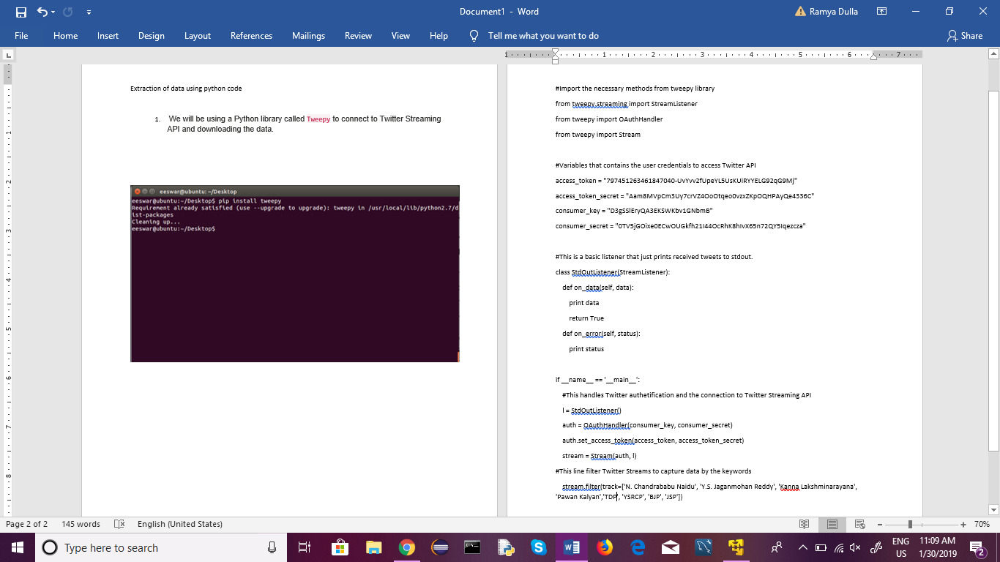 Document1 - Word
Ramya Dulla
File Home Insert Design Layout References Mailings Review View Help Tell me what you want to do Share
Extraction of data using python code
1. We will be using a Python library called Tweepy to connect to Twitter Streaming
API and downloading the data.
eeswar@ubuntu: ~/Desktop
eeswar@ubuntu:~/Desktop$ pip install tweepy
Requirement already satisfied (use --upgrade to upgrade): tweepy in /usr/local/lib/python2.7/d
ist-packages
Cleaning up...
eeswar@ubuntu:~/Desktop$
#Import the necessary methods from tweepy library
from tweepy.streaming import StreamListener
from tweepy import OAuthHandler
from tweepy import Stream
#Variables that contains the user credentials to access Twitter API
access_token = "797451263461847040-UvYvv2fUpeYL5UsKUiRYYELG92qG9Mj"
access_token_secret = "Aam8MVpCm3Uy7crVZ4OoOtqeo0vzxZKpOQHPAyQe4336C"
consumer_key = "D3gSSlEryQA3EKSWKbv1GNbmB"
consumer_secret = "0TV5jGOixe0ECwOUGkfh21I44OcRhK8hIvX65n72QY5Iqezcza"
#This is a basic listener that just prints received tweets to stdout.
class StdOutListener(StreamListener):
def on_data(self, data):
print data
return True
def on_error(self, status):
print status
if __name__ == '__main__':
#This handles Twitter authetification and the connection to Twitter Streaming API
l = StdOutListener()
auth = OAuthHandler(consumer_key, consumer_secret)
auth.set_access_token(access_token, access_token_secret)
stream = Stream(auth, l)
#This line filter Twitter Streams to capture data by the keywords
stream.filter(track=['N. Chandrababu Naidu', 'Y.S. Jaganmohan Reddy', 'Kanna Lakshminarayana',
'Pawan Kalyan','TDP', 'YSRCP', 'BJP', 'JSP'])
Page 2 of 2 145 words English (United States) 70%
Type here to search
ENG
US
11:09 AM
1/30/2019
2